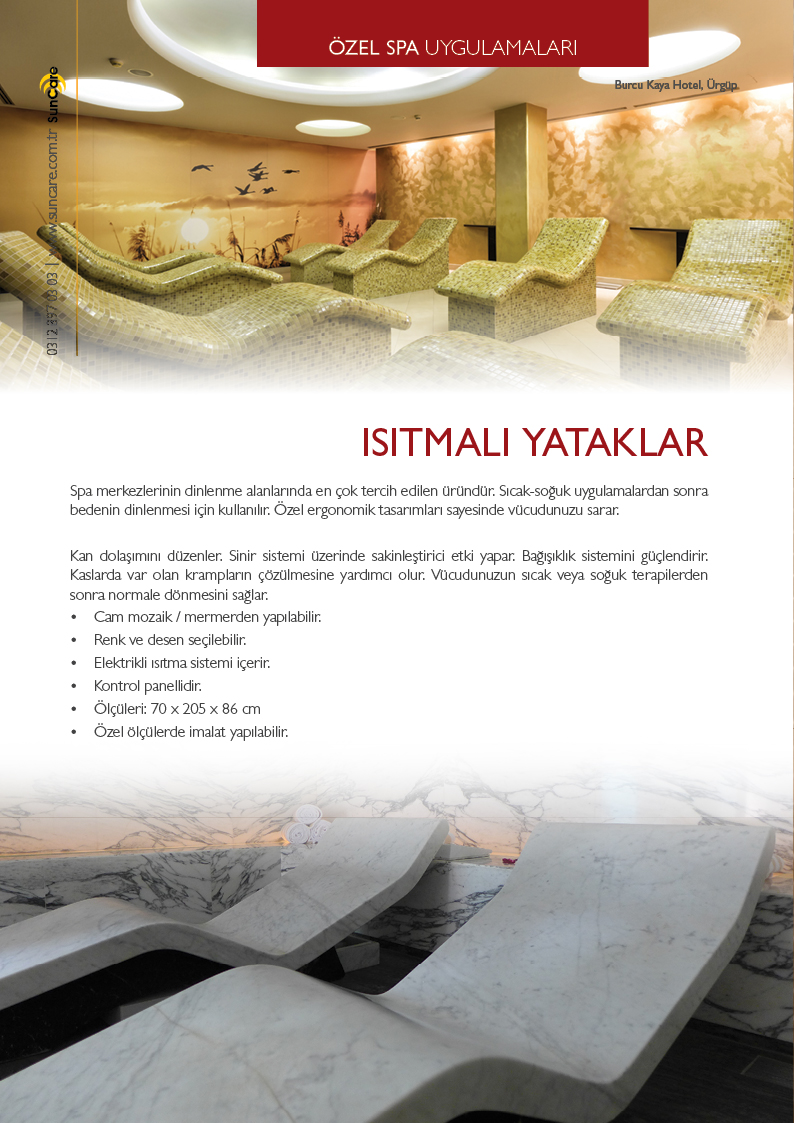 ÖZEL SPA UYGULAMALARI
Burcu Kaya Hotel, Ürgüp
0312 397 03 03 | www.suncare.com.tr SunCare
ISITMALI YATAKLAR
Spa merkezlerinin dinlenme alanlarında en çok tercih edilen üründür. Sıcak-soğuk uygulamalardan sonra
bedenin dinlenmesi için kullanılır. Özel ergonomik tasarımları sayesinde vücudunuzu sarar.
Kan dolaşımını düzenler. Sinir sistemi üzerinde sakinleştirici etki yapar. Bağışıklık sistemini güçlendirir.
Kaslarda var olan krampların çözülmesine yardımcı olur. Vücudunuzun sıcak veya soğuk terapilerden
sonra normale dönmesini sağlar.
• Cam mozaik / mermerden yapılabilir.
• Renk ve desen seçilebilir.
• Elektrikli ısıtma sistemi içerir.
• Kontrol panellidir.
• Ölçüleri: 70 x 205 x 86 cm
• Özel ölçülerde imalat yapılabilir.